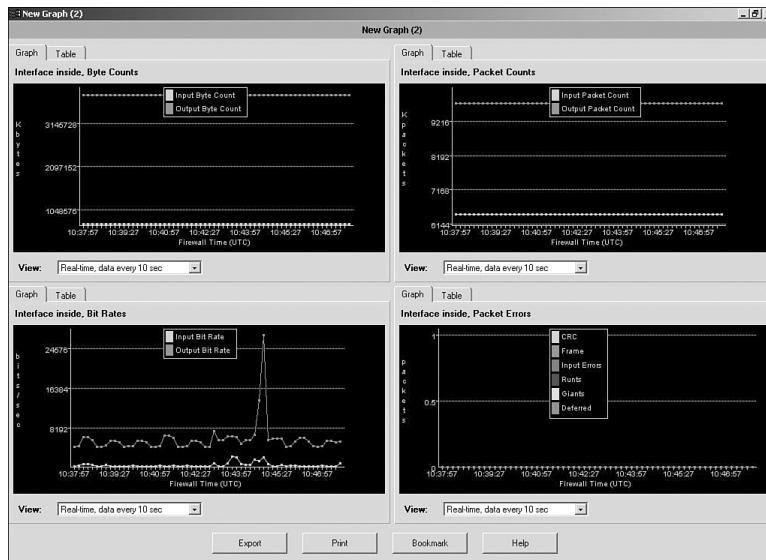 New Graph (2)
New Graph (2)
Graph Table
Interface inside, Byte Counts
Input Byte Count
Output Byte Count
Kbytes
3145728
2097152
1048576
10:37:57 10:39:27 10:40:57 10:42:27 10:43:57 10:45:27 10:46:57
Firewall Time (UTC)
View: Real-time, data every 10 sec
Graph Table
Interface inside, Packet Counts
Input Packet Count
Output Packet Count
Kpackets
9216
8192
7168
6144
10:37:57 10:39:27 10:40:57 10:42:27 10:43:57 10:45:27 10:46:57
Firewall Time (UTC)
View: Real-time, data every 10 sec
Graph Table
Interface inside, Bit Rates
Input Bit Rate
Output Bit Rate
bits/sec
24576
16384
8192
10:37:57 10:39:27 10:40:57 10:42:27 10:43:57 10:45:27 10:46:57
Firewall Time (UTC)
View: Real-time, data every 10 sec
Graph Table
Interface inside, Packet Errors
CRC
Frame
Input Errors
Runts
Giants
Deferred
packets
1
0.5
0
10:37:57 10:39:27 10:40:57 10:42:27 10:43:57 10:45:27 10:46:57
Firewall Time (UTC)
View: Real-time, data every 10 sec
Export Print Bookmark Help